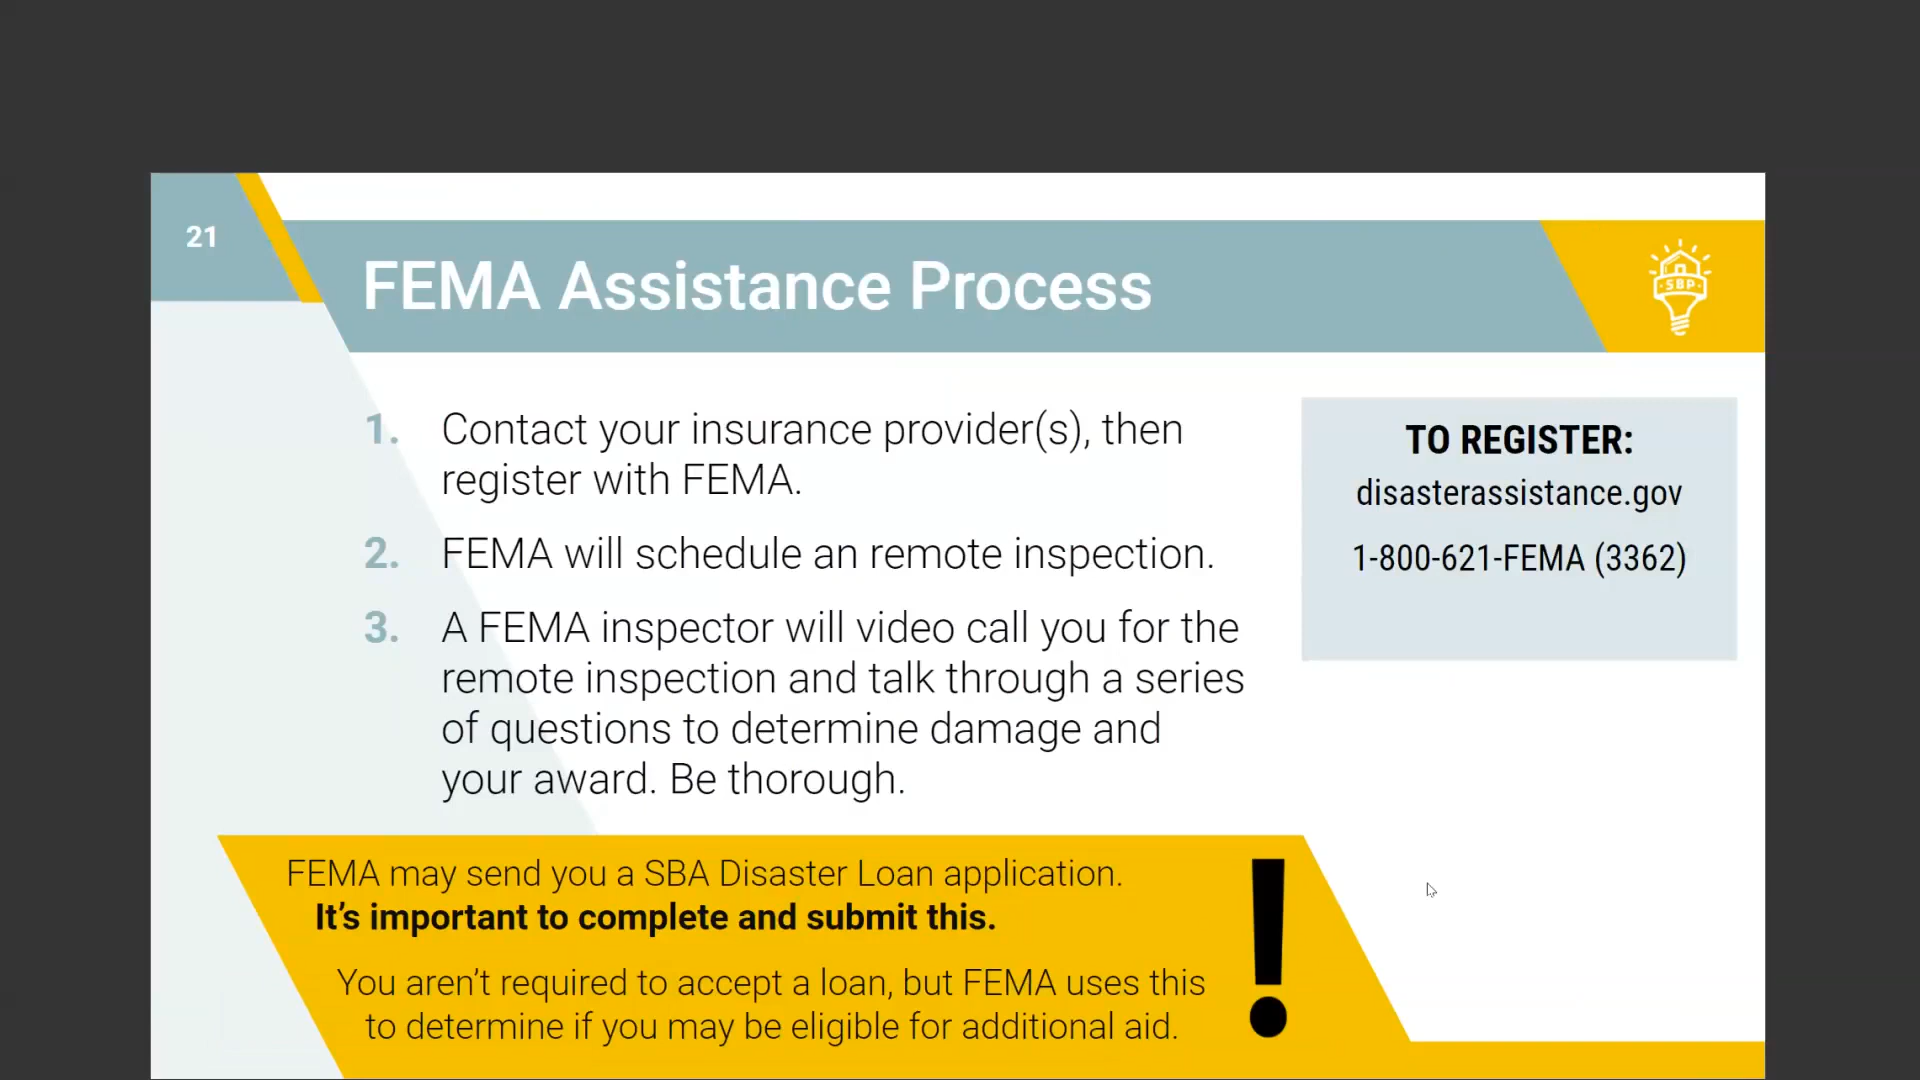 21
FEMA Assistance Process
SBP
1. Contact your insurance provider(s), then
register with FEMA.
2. FEMA will schedule an remote inspection.
3. A FEMA inspector will video call you for the
remote inspection and talk through a series
of questions to determine damage and
your award. Be thorough.
TO REGISTER:
disasterassistance.gov
1-800-621-FEMA (3362)
FEMA may send you a SBA Disaster Loan application.
It’s important to complete and submit this.
You aren’t required to accept a loan, but FEMA uses this
to determine if you may be eligible for additional aid.
!